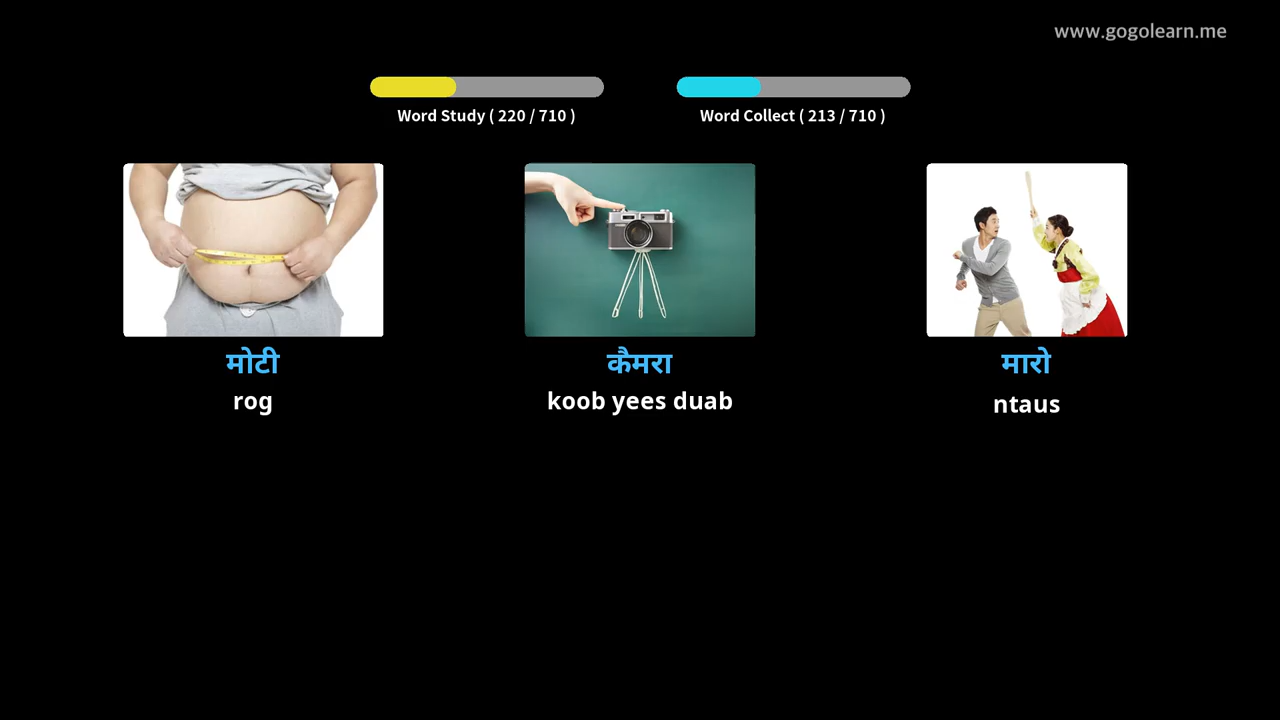 www.gogolearn.me
Word Study ( 220 / 710 )
Word Collect ( 213 / 710 )
मोटी
कैमरा
मारो
rog
koob yees duab
ntaus